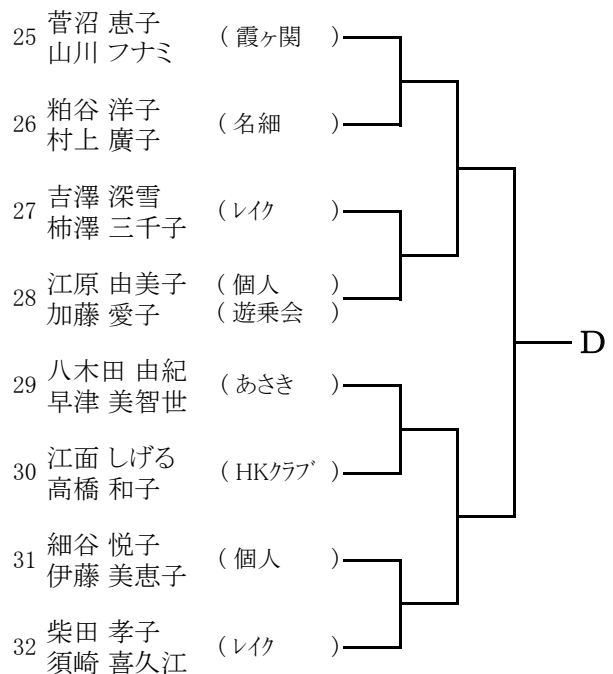 25 菅沼 恵子 ( 霞ヶ関 )
山川 フナミ
26 粕谷 洋子 ( 名細 )
村上 廣子
27 吉澤 深雪 ( レイク )
柿澤 三千子
28 江原 由美子 ( 個人 )
加藤 愛子 ( 遊乗会 )
D
29 八木田 由紀 ( あさき )
早津 美智世
30 江面 しげる ( HKクラブ )
高橋 和子
31 細谷 悦子 ( 個人 )
伊藤 美恵子
32 柴田 孝子 ( レイク )
須崎 喜久江